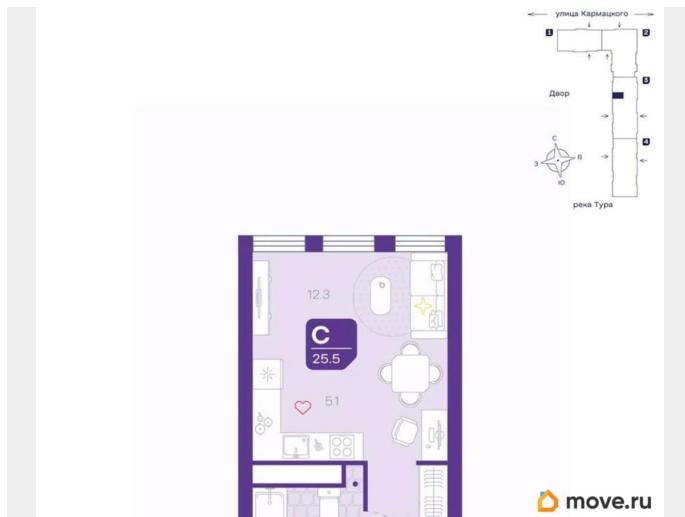 улица Кармацкого
1
2
3
Двор
4
С
З
В
Ю
река Тура
12.3
С
25.5
5.1
move.ru